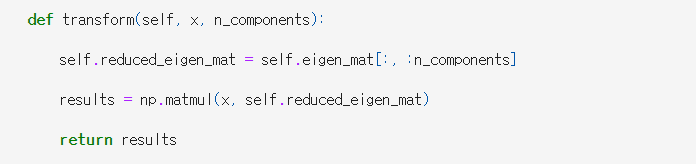 def transform(self, x, n_components):
self.reduced_eigen_mat = self.eigen_mat[:, :n_components]
results = np.matmul(x, self.reduced_eigen_mat)
return results